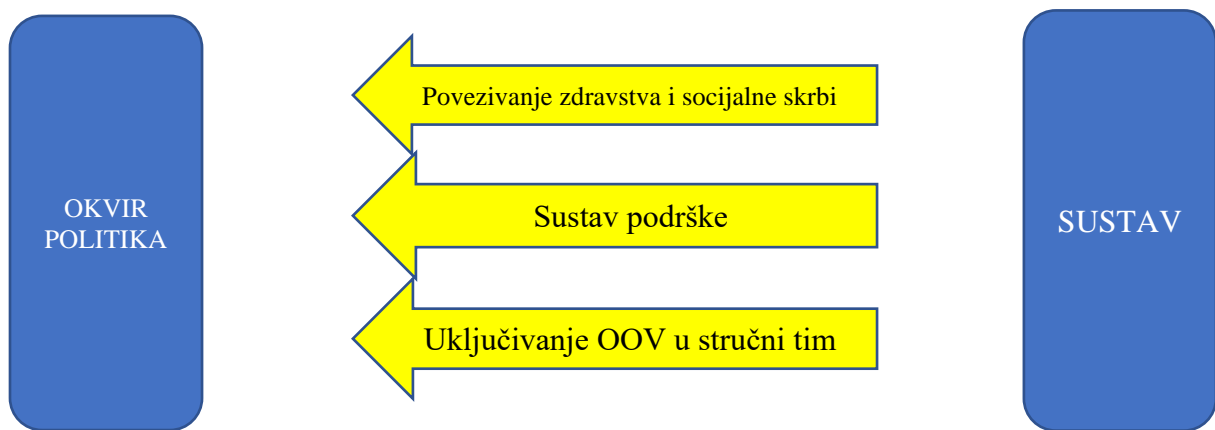 OKVIR
POLITIKA
Povezivanje zdravstva i socijalne skrbi
Sustav podrške
Uključivanje OOV u stručni tim
SUSTAV